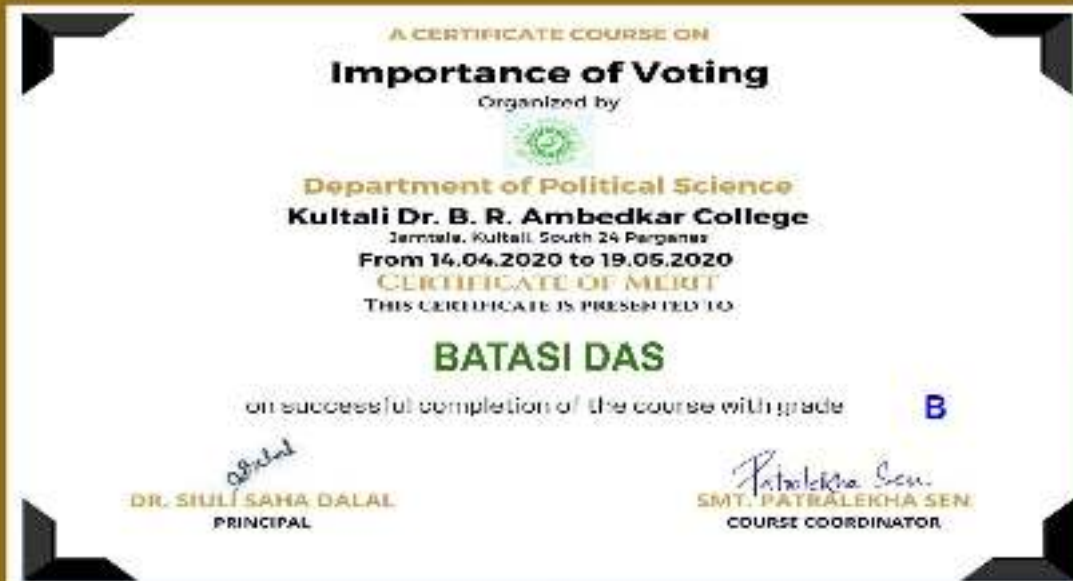 A CERTIFICATE COURSE ON
Importance of Voting
Organized by
Department of Political Science
Kultali Dr. B. R. Ambedkar College
Jamtala, Kultali, South 24 Parganas
From 14.04.2020 to 19.05.2020
CERTIFICATE OF MERIT
THIS CERTIFICATE IS PRESENTED TO
BATASI DAS
on successful completion of the course with grade B
Patralekha Sen.
DR. SIULI SAHA DALAL
SMT. PATRALEKHA SEN
PRINCIPAL
COURSE COORDINATOR